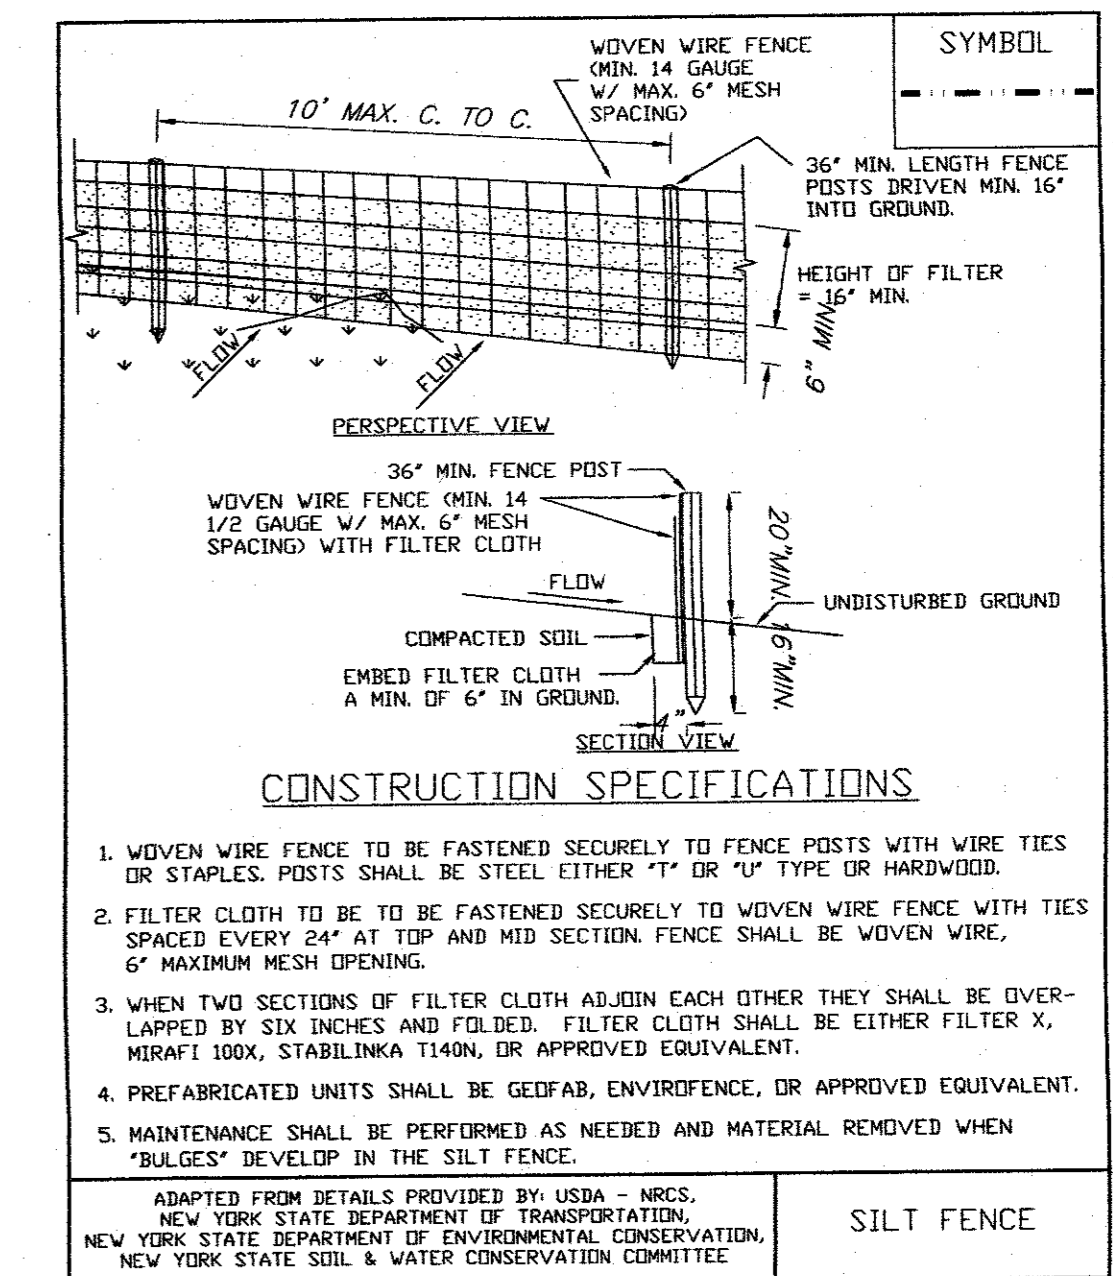 SYMBOL
WOVEN WIRE FENCE
(MIN. 14 GAUGE
W/ MAX. 6" MESH
SPACING)
10' MAX. C. TO C.
36" MIN. LENGTH FENCE
POSTS DRIVEN MIN. 16"
INTO GROUND.
HEIGHT OF FILTER
= 16" MIN.
6" MIN
FLOW
FLOW
PERSPECTIVE VIEW
36" MIN. FENCE POST
WOVEN WIRE FENCE (MIN. 14
1/2 GAUGE W/ MAX. 6" MESH
SPACING) WITH FILTER CLOTH
20"MIN.
FLOW
UNDISTURBED GROUND
COMPACTED SOIL
16"MIN.
EMBED FILTER CLOTH
A MIN. OF 6" IN GROUND.
4"
SECTION VIEW
CONSTRUCTION SPECIFICATIONS
1. WOVEN WIRE FENCE TO BE FASTENED SECURELY TO FENCE POSTS WITH WIRE TIES
OR STAPLES. POSTS SHALL BE STEEL EITHER "T" OR "U" TYPE OR HARDWOOD.
2. FILTER CLOTH TO BE TO BE FASTENED SECURELY TO WOVEN WIRE FENCE WITH TIES
SPACED EVERY 24" AT TOP AND MID SECTION. FENCE SHALL BE WOVEN WIRE,
6" MAXIMUM MESH OPENING.
3. WHEN TWO SECTIONS OF FILTER CLOTH ADJOIN EACH OTHER THEY SHALL BE OVER-
LAPPED BY SIX INCHES AND FOLDED. FILTER CLOTH SHALL BE EITHER FILTER X,
MIRAFI 100X, STABILINKA T140N, OR APPROVED EQUIVALENT.
4. PREFABRICATED UNITS SHALL BE GEOFAB, ENVIROFENCE, OR APPROVED EQUIVALENT.
5. MAINTENANCE SHALL BE PERFORMED AS NEEDED AND MATERIAL REMOVED WHEN
"BULGES" DEVELOP IN THE SILT FENCE.
ADAPTED FROM DETAILS PROVIDED BY: USDA - NRCS,
NEW YORK STATE DEPARTMENT OF TRANSPORTATION,
NEW YORK STATE DEPARTMENT OF ENVIRONMENTAL CONSERVATION,
NEW YORK STATE SOIL & WATER CONSERVATION COMMITTEE
SILT FENCE